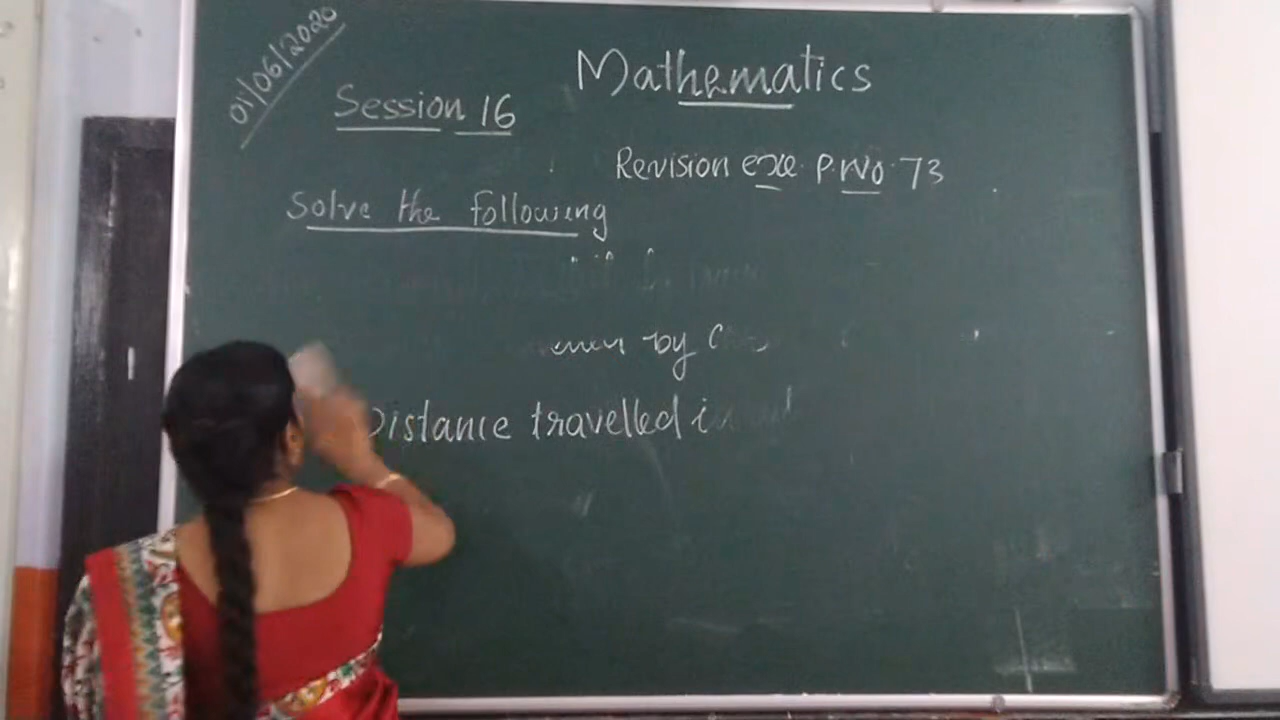 01/06/2020
Mathematics
Session 16
Revision exe. P.No. 73
Solve the following
by
Distance travelled i